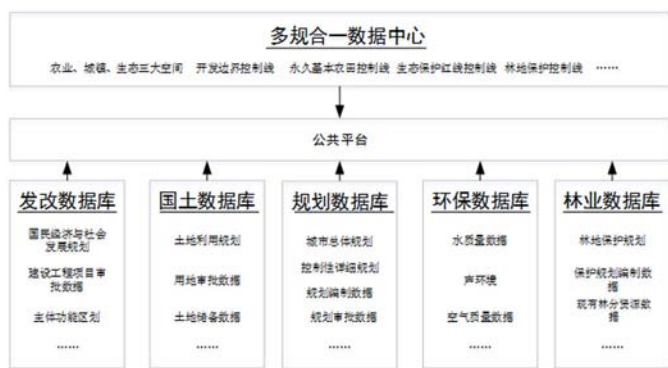 多规合一数据中心
农业、城镇、生态三大空间 开发边界控制线 永久基本农田控制线 生态保护红线控制线 林地保护控制线 ……
公共平台
发改数据库
国民经济与社会
发展规划
建设工程项目审
批数据
主体功能区划
……
国土数据库
土地利用规划
用地审批数据
土地储备数据
……
规划数据库
城市总体规划
控制性详细规划
规划编制数据
规划审批数据
……
环保数据库
水质量数据
声环境
空气质量数据
……
林业数据库
林地保护规划
保护规划编制数
据
现有林分资源数
据
……